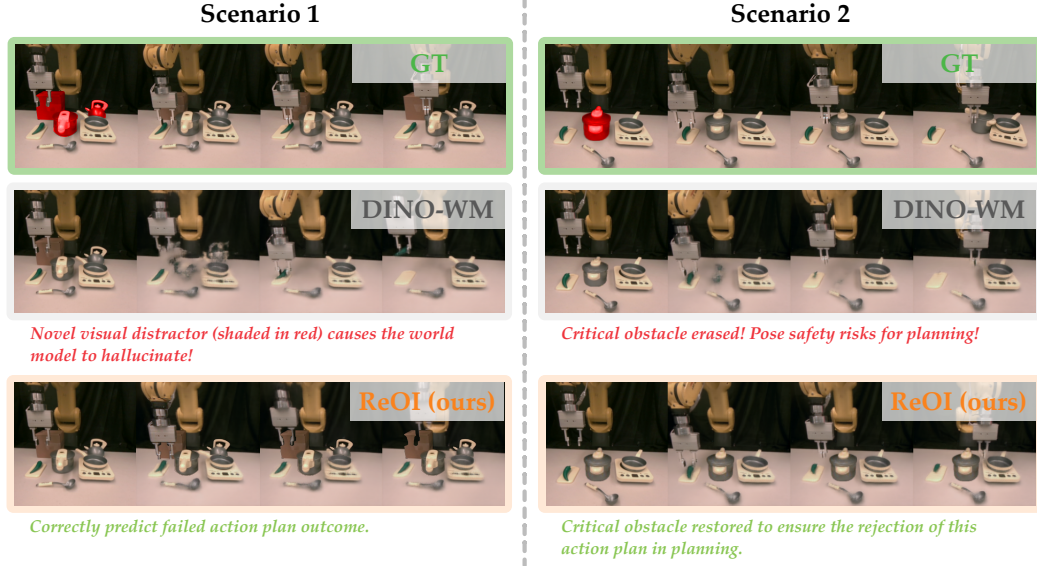 Scenario 1
GT
DINO-WM
Novel visual distractor (shaded in red) causes the world
model to hallucinate!
ReOI (ours)
Correctly predict failed action plan outcome.
Scenario 2
GT
DINO-WM
Critical obstacle erased! Pose safety risks for planning!
ReOI (ours)
Critical obstacle restored to ensure the rejection of this
action plan in planning.